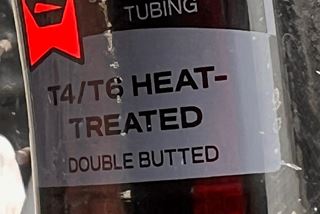 TUBING
T4/T6 HEAT-
TREATED
DOUBLE BUTTED